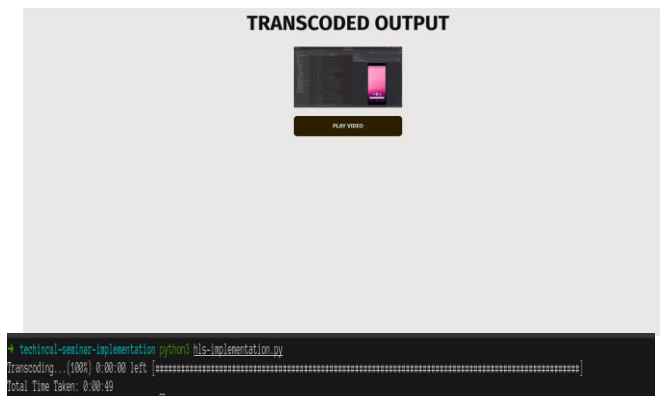 TRANSCODED OUTPUT
PLAY VIDEO
➜ techincal-seminar-implementation python3 hls-implementation.py
Transcoding...(100%) 0:00:00 left [##########################################################################################################]
Total Time Taken: 0:00:49